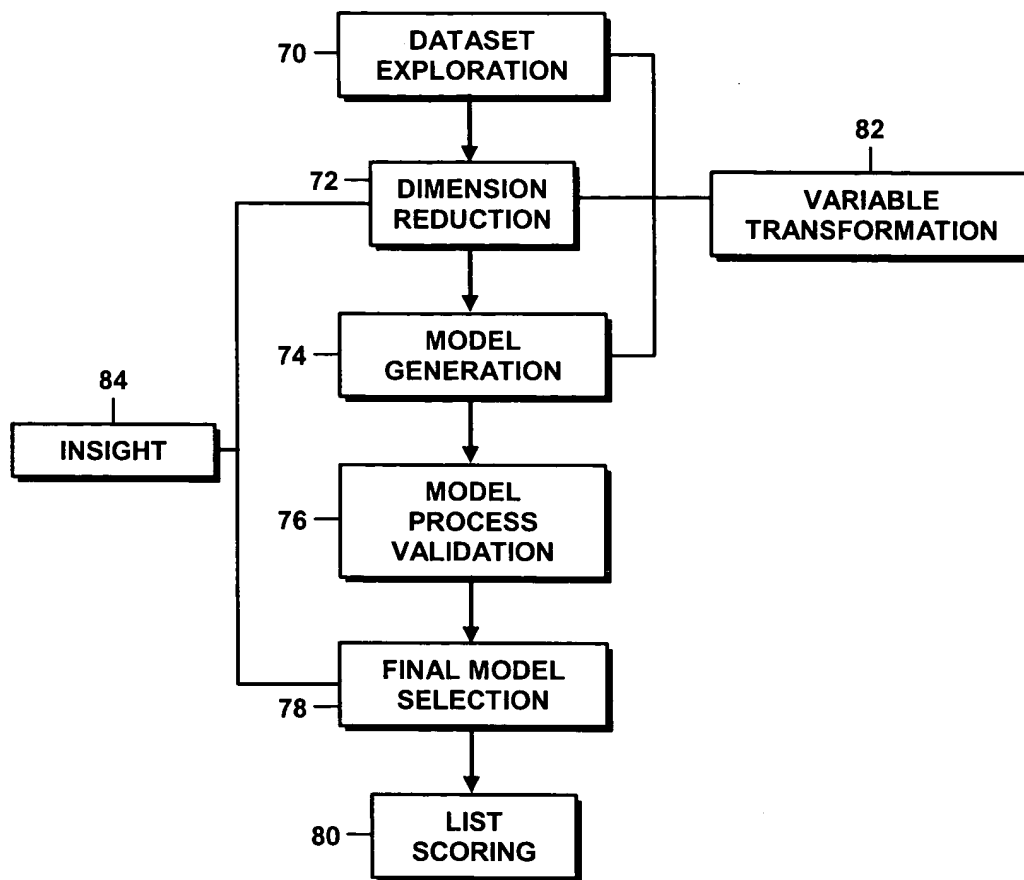 70
DATASET
EXPLORATION
82
72
DIMENSION
REDUCTION
VARIABLE
TRANSFORMATION
74
MODEL
GENERATION
84
INSIGHT
76
MODEL
PROCESS
VALIDATION
FINAL MODEL
SELECTION
78
80
LIST
SCORING